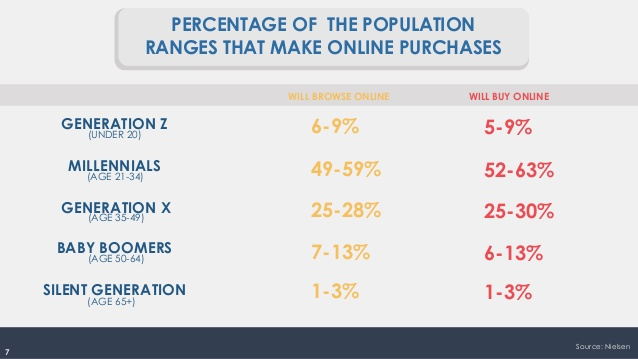 PERCENTAGE OF THE POPULATION
RANGES THAT MAKE ONLINE PURCHASES
WILL BROWSE ONLINE WILL BUY ONLINE
GENERATION Z 6-9% 5-9%
(UNDER 20)
MILLENNIALS 49-59% 52-63%
(AGE 21-34)
GENERATION X 25-28% 25-30%
(AGE 35-49)
BABY BOOMERS 7-13% 6-13%
(AGE 50-64)
SILENT GENERATION 1-3% 1-3%
(AGE 65+)
Source: Nielsen
7